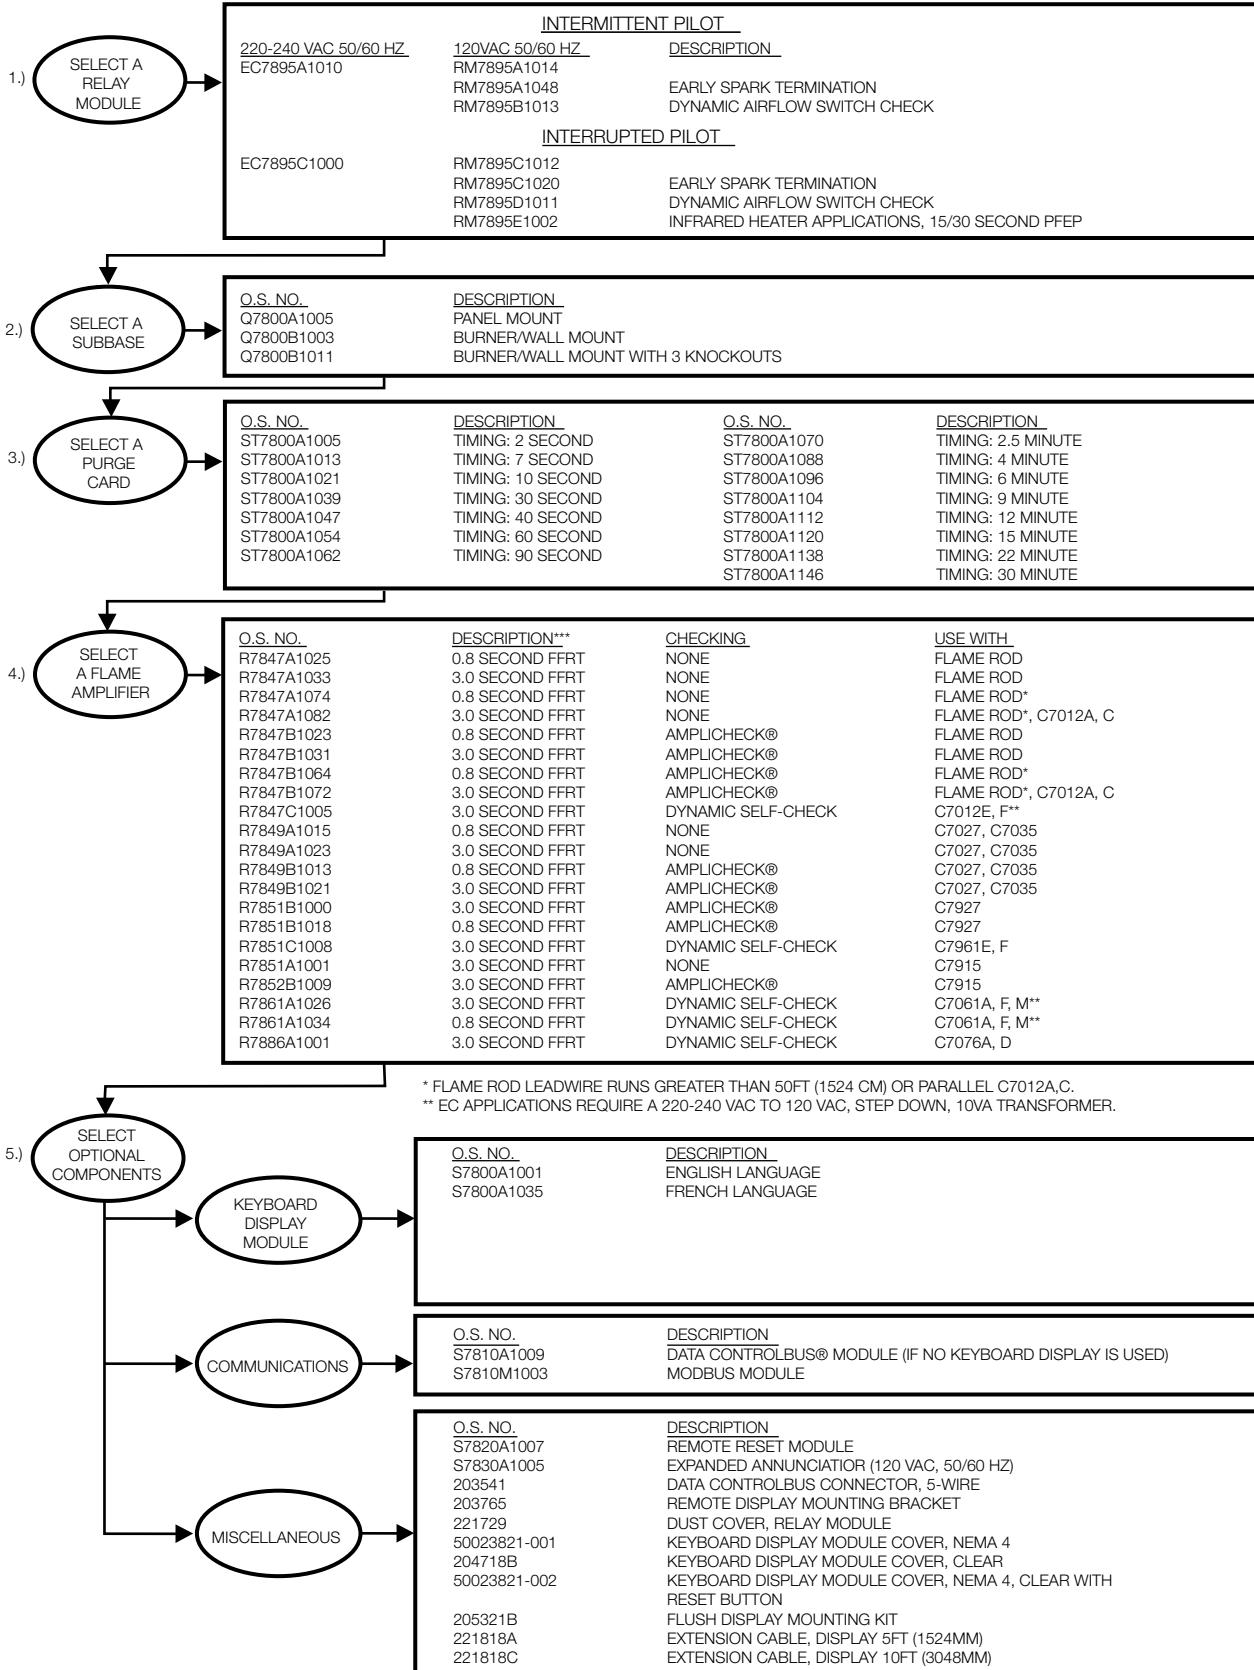 INTERMITTENT PILOT
220-240 VAC 50/60 HZ 120VAC 50/60 HZ DESCRIPTION
1.) SELECT A RELAY MODULE
EC7895A1010 RM7895A1014
RM7895A1048 EARLY SPARK TERMINATION
RM7895B1013 DYNAMIC AIRFLOW SWITCH CHECK
INTERRUPTED PILOT
EC7895C1000 RM7895C1012
RM7895C1020 EARLY SPARK TERMINATION
RM7895D1011 DYNAMIC AIRFLOW SWITCH CHECK
RM7895E1002 INFRARED HEATER APPLICATIONS, 15/30 SECOND PFEP
2.) SELECT A SUBBASE
O.S. NO. DESCRIPTION
Q7800A1005 PANEL MOUNT
Q7800B1003 BURNER/WALL MOUNT
Q7800B1011 BURNER/WALL MOUNT WITH 3 KNOCKOUTS
3.) SELECT A PURGE CARD
O.S. NO. DESCRIPTION O.S. NO. DESCRIPTION
ST7800A1005 TIMING: 2 SECOND ST7800A1070 TIMING: 2.5 MINUTE
ST7800A1013 TIMING: 7 SECOND ST7800A1088 TIMING: 4 MINUTE
ST7800A1021 TIMING: 10 SECOND ST7800A1096 TIMING: 6 MINUTE
ST7800A1039 TIMING: 30 SECOND ST7800A1104 TIMING: 9 MINUTE
ST7800A1047 TIMING: 40 SECOND ST7800A1112 TIMING: 12 MINUTE
ST7800A1054 TIMING: 60 SECOND ST7800A1120 TIMING: 15 MINUTE
ST7800A1062 TIMING: 90 SECOND ST7800A1138 TIMING: 22 MINUTE
ST7800A1146 TIMING: 30 MINUTE
4.) SELECT A FLAME AMPLIFIER
O.S. NO. DESCRIPTION*** CHECKING USE WITH
R7847A1025 0.8 SECOND FFRT NONE FLAME ROD
R7847A1033 3.0 SECOND FFRT NONE FLAME ROD
R7847A1074 0.8 SECOND FFRT NONE FLAME ROD*
R7847A1082 3.0 SECOND FFRT NONE FLAME ROD*, C7012A, C
R7847B1023 0.8 SECOND FFRT AMPLICHECK® FLAME ROD
R7847B1031 3.0 SECOND FFRT AMPLICHECK® FLAME ROD
R7847B1064 0.8 SECOND FFRT AMPLICHECK® FLAME ROD*
R7847B1072 3.0 SECOND FFRT AMPLICHECK® FLAME ROD*, C7012A, C
R7847C1005 3.0 SECOND FFRT DYNAMIC SELF-CHECK C7012E, F**
R7849A1015 0.8 SECOND FFRT NONE C7027, C7035
R7849A1023 3.0 SECOND FFRT NONE C7027, C7035
R7849B1013 0.8 SECOND FFRT AMPLICHECK® C7027, C7035
R7849B1021 3.0 SECOND FFRT AMPLICHECK® C7027, C7035
R7851B1000 3.0 SECOND FFRT AMPLICHECK® C7927
R7851B1018 0.8 SECOND FFRT AMPLICHECK® C7927
R7851C1008 3.0 SECOND FFRT DYNAMIC SELF-CHECK C7961E, F
R7851A1001 3.0 SECOND FFRT NONE C7915
R7852B1009 3.0 SECOND FFRT AMPLICHECK® C7915
R7861A1026 3.0 SECOND FFRT DYNAMIC SELF-CHECK C7061A, F, M**
R7861A1034 0.8 SECOND FFRT DYNAMIC SELF-CHECK C7061A, F, M**
R7886A1001 3.0 SECOND FFRT DYNAMIC SELF-CHECK C7076A, D
* FLAME ROD LEADWIRE RUNS GREATER THAN 50FT (1524 CM) OR PARALLEL C7012A,C.
** EC APPLICATIONS REQUIRE A 220-240 VAC TO 120 VAC, STEP DOWN, 10VA TRANSFORMER.
5.) SELECT OPTIONAL COMPONENTS
KEYBOARD DISPLAY MODULE
O.S. NO. DESCRIPTION
S7800A1001 ENGLISH LANGUAGE
S7800A1035 FRENCH LANGUAGE
COMMUNICATIONS
O.S. NO. DESCRIPTION
S7810A1009 DATA CONTROLBUS® MODULE (IF NO KEYBOARD DISPLAY IS USED)
S7810M1003 MODBUS MODULE
MISCELLANEOUS
O.S. NO. DESCRIPTION
S7820A1007 REMOTE RESET MODULE
S7830A1005 EXPANDED ANNUNCIATIOR (120 VAC, 50/60 HZ)
203541 DATA CONTROLBUS CONNECTOR, 5-WIRE
203765 REMOTE DISPLAY MOUNTING BRACKET
221729 DUST COVER, RELAY MODULE
50023821-001 KEYBOARD DISPLAY MODULE COVER, NEMA 4
204718B KEYBOARD DISPLAY MODULE COVER, CLEAR
50023821-002 KEYBOARD DISPLAY MODULE COVER, NEMA 4, CLEAR WITH
RESET BUTTON
205321B FLUSH DISPLAY MOUNTING KIT
221818A EXTENSION CABLE, DISPLAY 5FT (1524MM)
221818C EXTENSION CABLE, DISPLAY 10FT (3048MM)